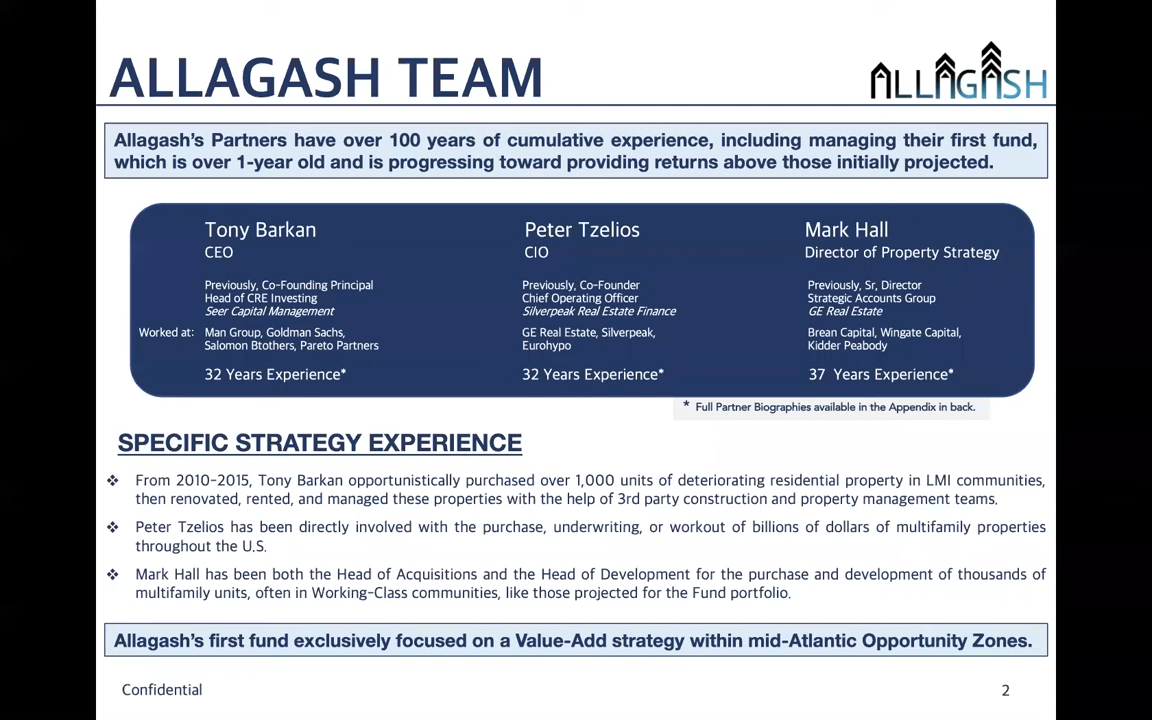 ALLAGASH TEAM
ALLAGASH
Allagash's Partners have over 100 years of cumulative experience, including managing their first fund,
which is over 1-year old and is progressing toward providing returns above those initially projected.
Tony Barkan
CEO
Previously, Co-Founding Principal
Head of CRE Investing
Seer Capital Management
Worked at: Man Group, Goldman Sachs,
Salomon Btothers, Pareto Partners
32 Years Experience*
Peter Tzelios
CIO
Previously, Co-Founder
Chief Operating Officer
Silverpeak Real Estate Finance
GE Real Estate, Silverpeak,
Eurohypo
32 Years Experience*
Mark Hall
Director of Property Strategy
Previously, Sr, Director
Strategic Accounts Group
GE Real Estate
Brean Capital, Wingate Capital,
Kidder Peabody
37 Years Experience*
* Full Partner Biographies available in the Appendix in back.
SPECIFIC STRATEGY EXPERIENCE
❖ From 2010-2015, Tony Barkan opportunistically purchased over 1,000 units of deteriorating residential property in LMI communities,
then renovated, rented, and managed these properties with the help of 3rd party construction and property management teams.
❖ Peter Tzelios has been directly involved with the purchase, underwriting, or workout of billions of dollars of multifamily properties
throughout the U.S.
❖ Mark Hall has been both the Head of Acquisitions and the Head of Development for the purchase and development of thousands of
multifamily units, often in Working-Class communities, like those projected for the Fund portfolio.
Allagash's first fund exclusively focused on a Value-Add strategy within mid-Atlantic Opportunity Zones.
Confidential
2